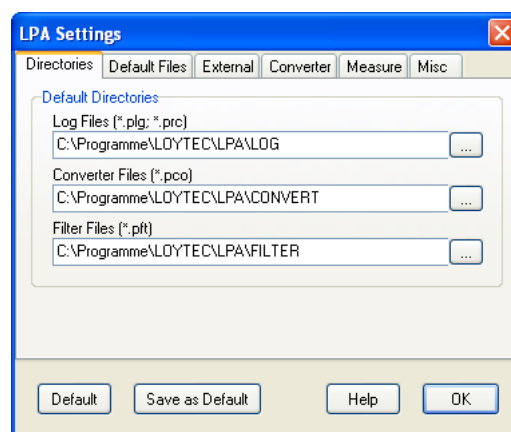 LPA Settings
Directories Default Files External Converter Measure Misc
Default Directories
Log Files (*.plg; *.prc)
C:\Programme\LOYTEC\LPA\LOG
...
Converter Files (*.pco)
C:\Programme\LOYTEC\LPA\CONVERT
...
Filter Files (*.pft)
C:\Programme\LOYTEC\LPA\FILTER
...
Default Save as Default Help OK